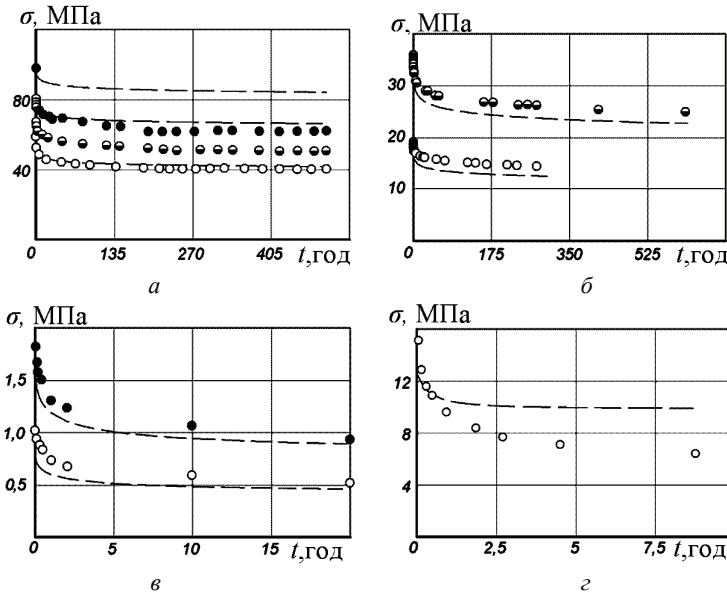 σ, МПа
80
40
0 135 270 405 t,год
а
σ, МПа
30
20
10
0 175 350 525 t,год
б
σ, МПа
1,5
1,0
0,5
0 5 10 15 t,год
в
σ, МПа
12
8
4
0 2,5 5 7,5 t,год
г